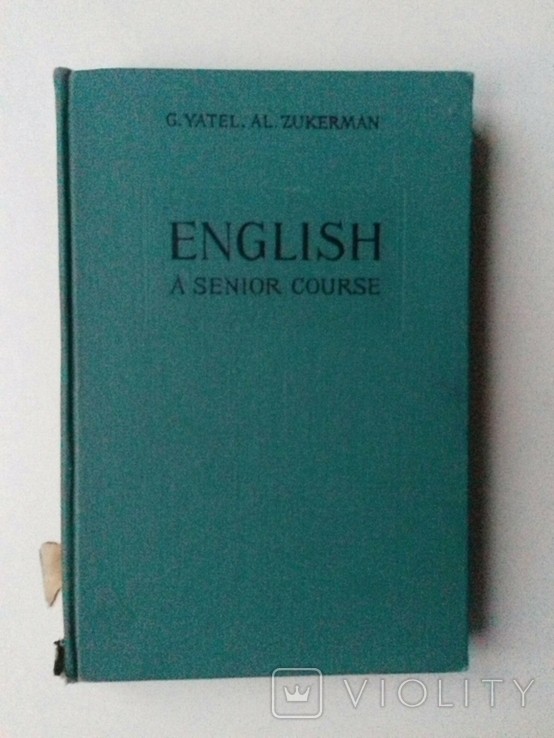 G. YATEL, AL. ZUKERMAN
ENGLISH
A SENIOR COURSE
VIOLITY